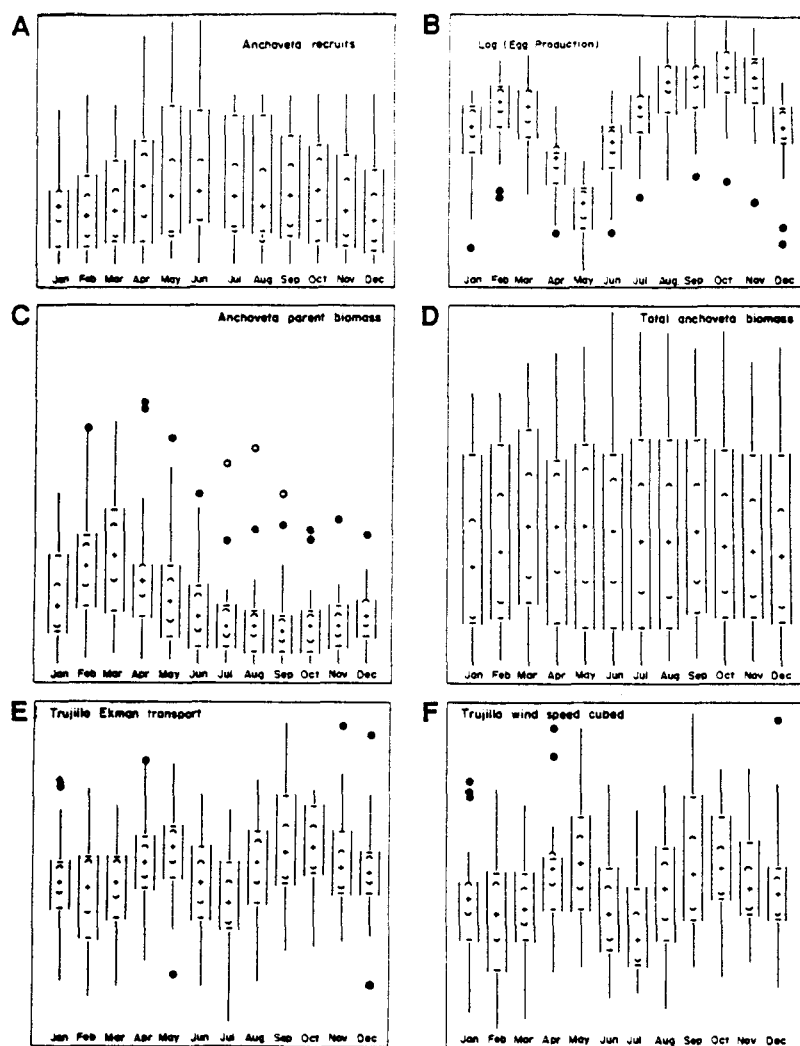 A
Anchoveta recruits
Jan Feb Mar Apr May Jun Jul Aug Sep Oct Nov Dec
B
Log (Egg Production)
Jan Feb Mar Apr May Jun Jul Aug Sep Oct Nov Dec
C
Anchoveta parent biomass
Jan Feb Mar Apr May Jun Jul Aug Sep Oct Nov Dec
D
Total anchoveta biomass
Jan Feb Mar Apr May Jun Jul Aug Sep Oct Nov Dec
E
Trujillo Ekman transport
Jan Feb Mar Apr May Jun Jul Aug Sep Oct Nov Dec
F
Trujillo wind speed cubed
Jan Feb Mar Apr May Jun Jul Aug Sep Oct Nov Dec